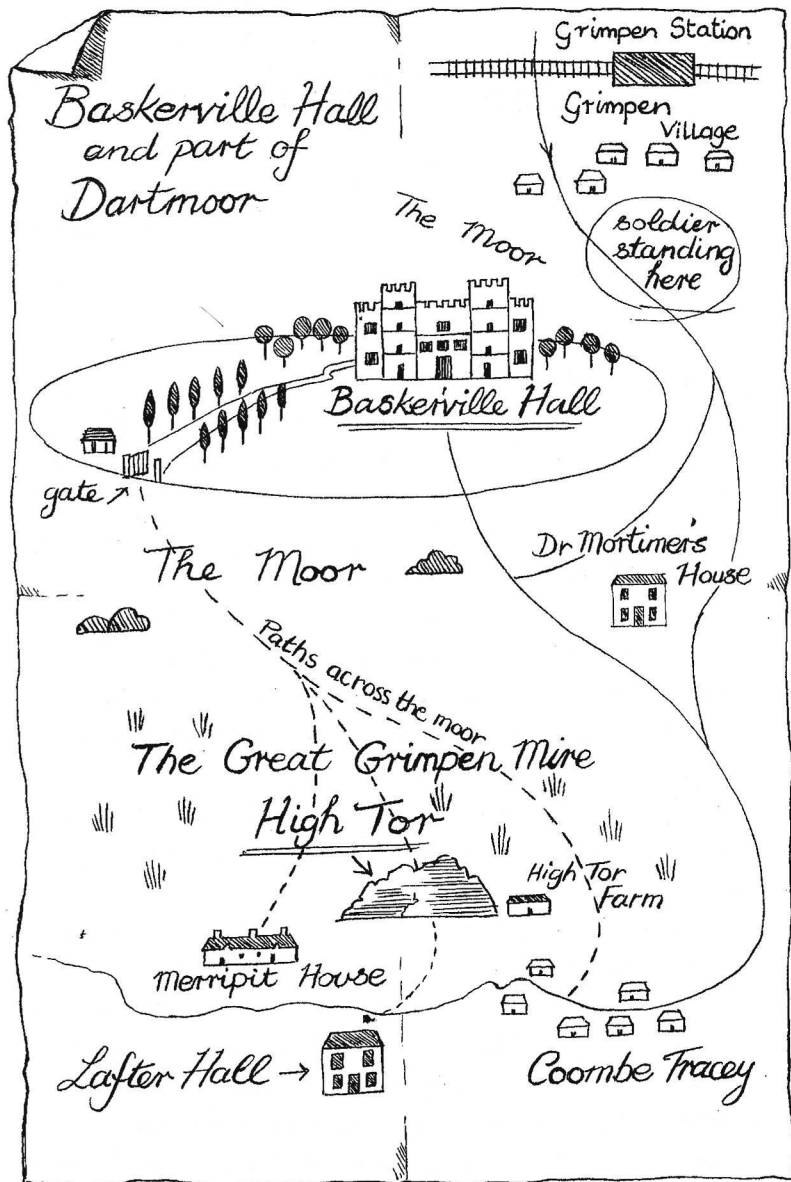 Grimpen Station
Baskerville Hall
and part of
Dartmoor
Grimpen
Village
The Moor
soldier
standing
here
Baskerville Hall
gate
Dr Mortimer's
House
The Moor
Paths across the moor
The Great Grimpen Mire
High Tor
High Tor
Farm
Merripit House
Lafter Hall
Coombe Tracey